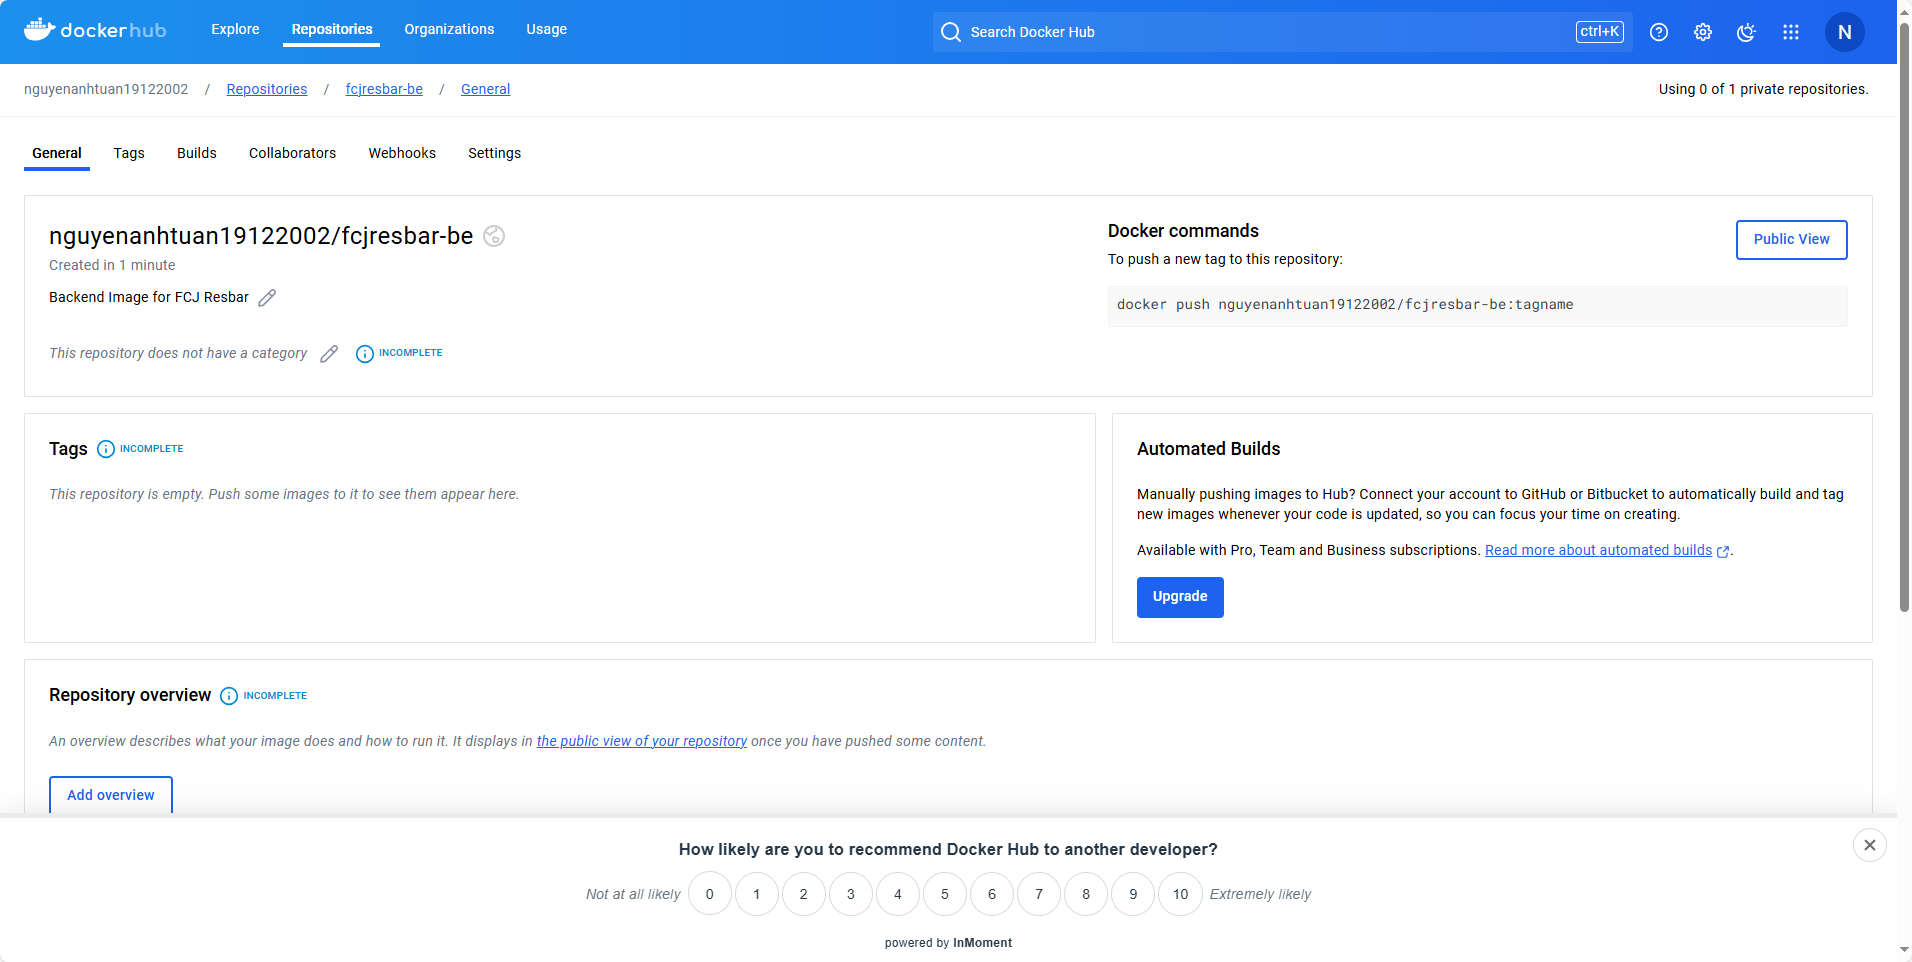 dockerhub
Explore
Repositories
Organizations
Usage
Search Docker Hub
ctrl+K
N
nguyenanhtuan19122002 / Repositories / fcjresbar-be / General
Using 0 of 1 private repositories.
General
Tags
Builds
Collaborators
Webhooks
Settings
nguyenanhtuan19122002/fcjresbar-be
Created in 1 minute
Backend Image for FCJ Resbar
This repository does not have a category
INCOMPLETE
Docker commands
To push a new tag to this repository:
docker push nguyenanhtuan19122002/fcjresbar-be:tagname
Public View
Tags
INCOMPLETE
This repository is empty. Push some images to it to see them appear here.
Automated Builds
Manually pushing images to Hub? Connect your account to GitHub or Bitbucket to automatically build and tag
new images whenever your code is updated, so you can focus your time on creating.
Available with Pro, Team and Business subscriptions. Read more about automated builds.
Upgrade
Repository overview
INCOMPLETE
An overview describes what your image does and how to run it. It displays in the public view of your repository once you have pushed some content.
Add overview
How likely are you to recommend Docker Hub to another developer?
Not at all likely 0 1 2 3 4 5 6 7 8 9 10 Extremely likely
powered by InMoment